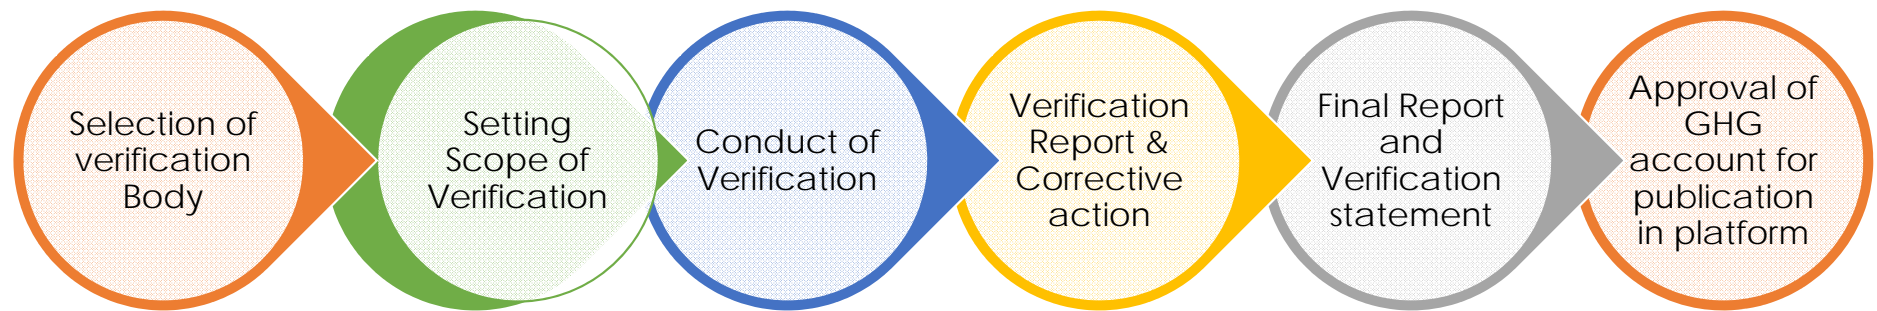 Selection of
verification
Body
Setting
Scope of
Verification
Conduct of
Verification
Verification
Report &
Corrective
action
Final Report
and
Verification
statement
Approval of
GHG
account for
publication
in platform